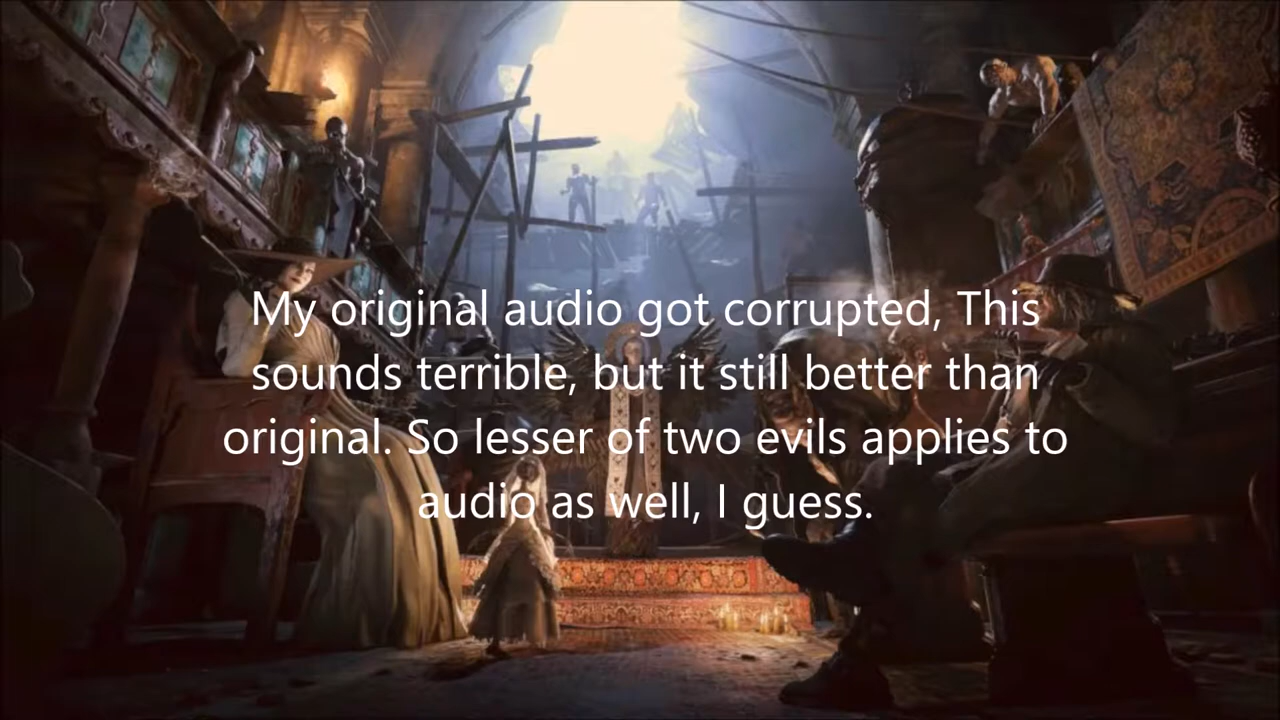 My original audio got corrupted, This
sounds terrible, but it still better than
original. So lesser of two evils applies to
audio as well, I guess.